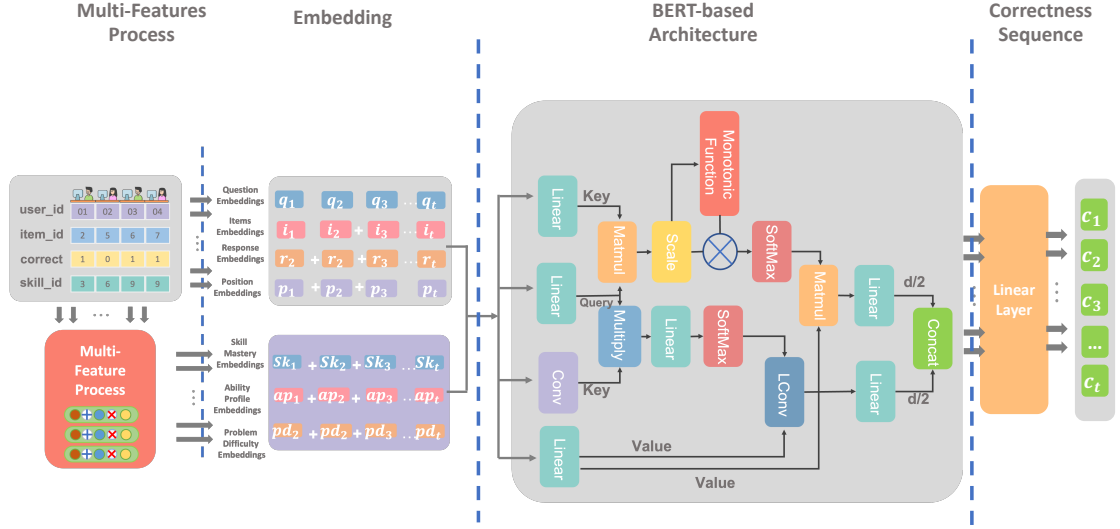 Multi-Features
Process
Embedding
BERT-based
Architecture
Correctness
Sequence
user_id 01 02 03 04
item_id 2 5 6 7
correct 1 0 1 1
skill_id 3 6 9 9
...
Multi-
Feature
Process
Question
Embeddings
Items
Embeddings
Response
Embeddings
Position
Embeddings
q1 q2 q3 ... qt
i1 i2 + i3 ... it
r2 + r2 + r3 ... rt
p1 + p2 + p3 pt
Skill
Mastery
Embeddings
Ability
Profile
Embeddings
Problem
Difficulty
Embeddings
Sk1 + Sk2 + Sk3 ... Skt
ap1 + ap2 + ap3 ... apt
pd2 + pd2 + pd3 ... pdt
Linear
Key
Linear
Query
Conv
Key
Linear
Value
Value
Matmul
Scale
Monotonic
Function
SoftMax
Matmul
Linear
d/2
Multiply
Linear
SoftMax
LConv
Linear
d/2
Concat
Linear
Layer
c1
c2
c3
...
ct